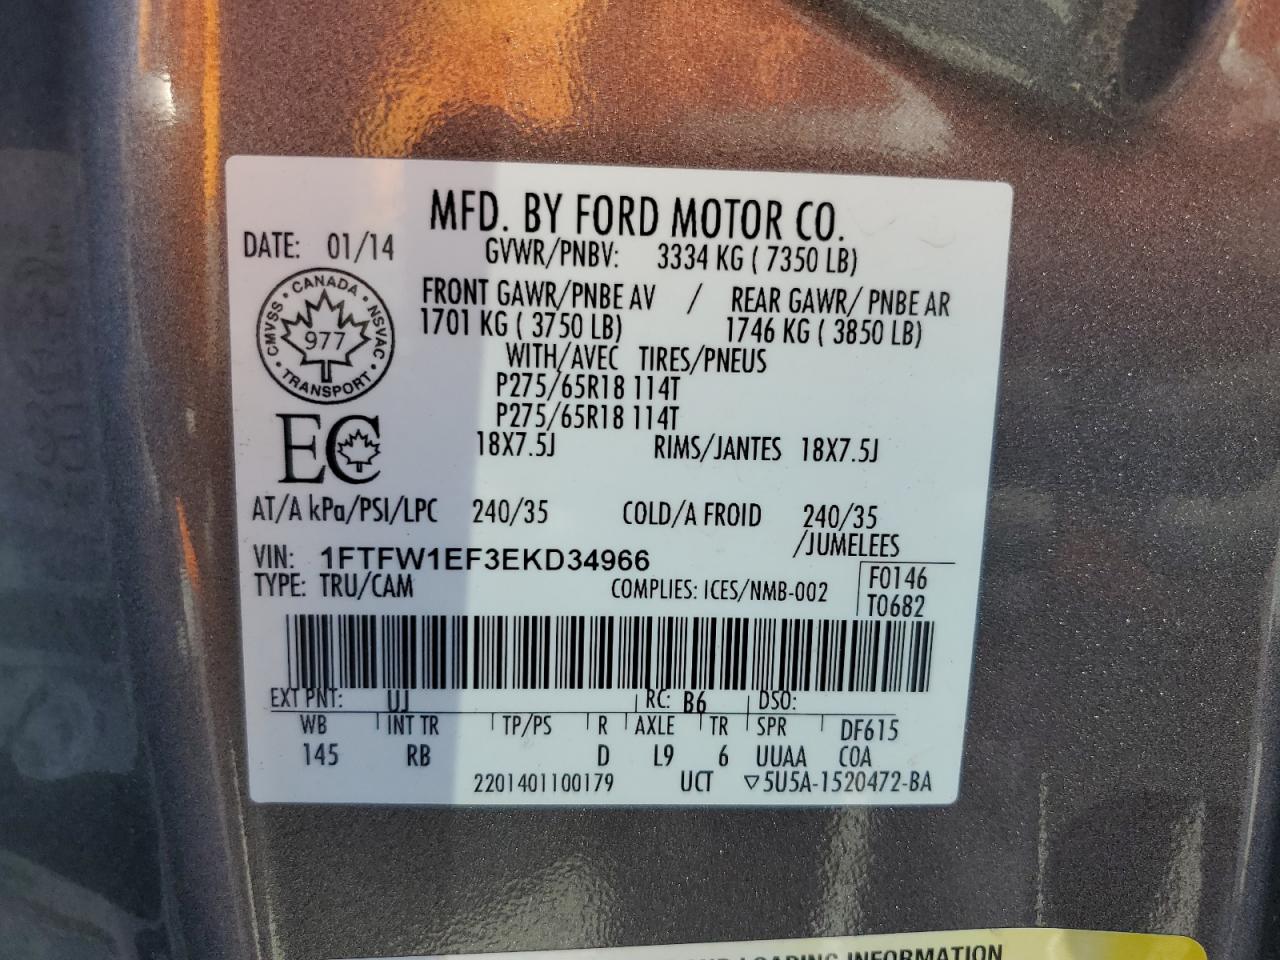 MFD. BY FORD MOTOR CO.
DATE: 01/14 GVWR/PNBV: 3334 KG ( 7350 LB)
CANADA
CMVSS NSVAC
977
TRANSPORT
FRONT GAWR/PNBE AV / REAR GAWR/ PNBE AR
1701 KG ( 3750 LB) 1746 KG ( 3850 LB)
WITH/AVEC TIRES/PNEUS
P275/65R18 114T
P275/65R18 114T
EC
18X7.5J RIMS/JANTES 18X7.5J
AT/A kPa/PSI/LPC 240/35 COLD/A FROID 240/35
/JUMELEES
VIN: 1FTFW1EF3EKD34966
TYPE: TRU/CAM COMPLIES: ICES/NMB-002
F0146
T0682
EXT PNT: UJ RC: B6 DSO:
WB INT TR TP/PS R AXLE TR SPR DF615
145 RB D L9 6 UUAA COA
2201401100179 UCT ▽5U5A-1520472-BA
LOADING INFORMATION